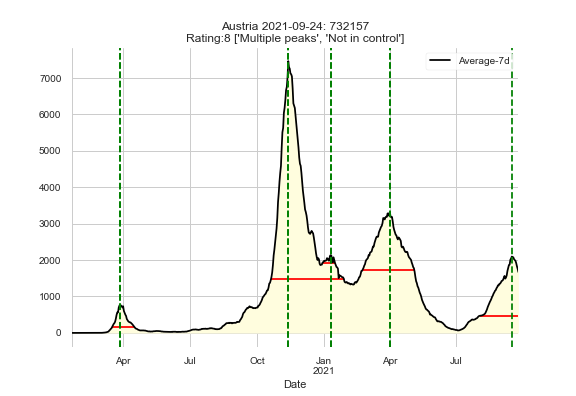 Austria 2021-09-24: 732157
Rating:8 ['Multiple peaks', 'Not in control']
Average-7d
7000
6000
5000
4000
3000
2000
1000
0
Apr Jul Oct Jan Apr Jul
2021
Date